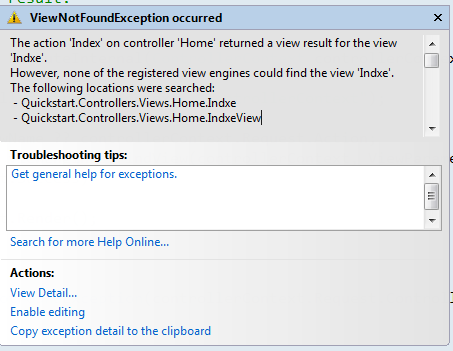 result:
ViewNotFoundException occurred
The action 'Index' on controller 'Home' returned a view result for the view
'Indxe'.
However, none of the registered view engines could find the view 'Indxe'.
The following locations were searched:
- Quickstart.Controllers.Views.Home.Indxe
- Quickstart.Controllers.Views.Home.IndxeView
Troubleshooting tips:
Get general help for exceptions.
Search for more Help Online...
Actions:
View Detail...
Enable editing
Copy exception detail to the clipboard